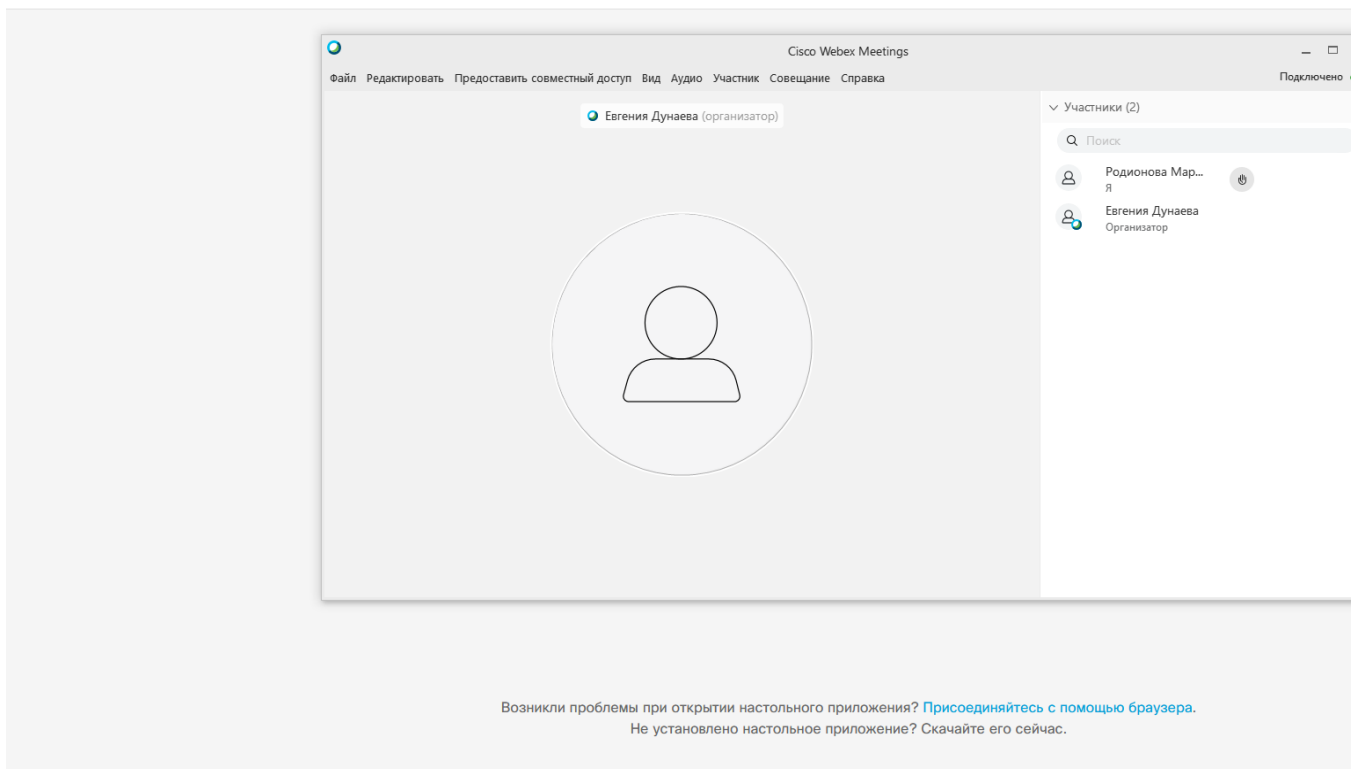 Cisco Webex Meetings
Файл Редактировать Предоставить совместный доступ Вид Аудио Участник Совещание Справка Подключено
Евгения Дунаева (организатор)
Участники (2)
Поиск
Родионова Мар...
Я
Евгения Дунаева
Организатор
Возникли проблемы при открытии настольного приложения? Присоединяйтесь с помощью браузера.
Не установлено настольное приложение? Скачайте его сейчас.